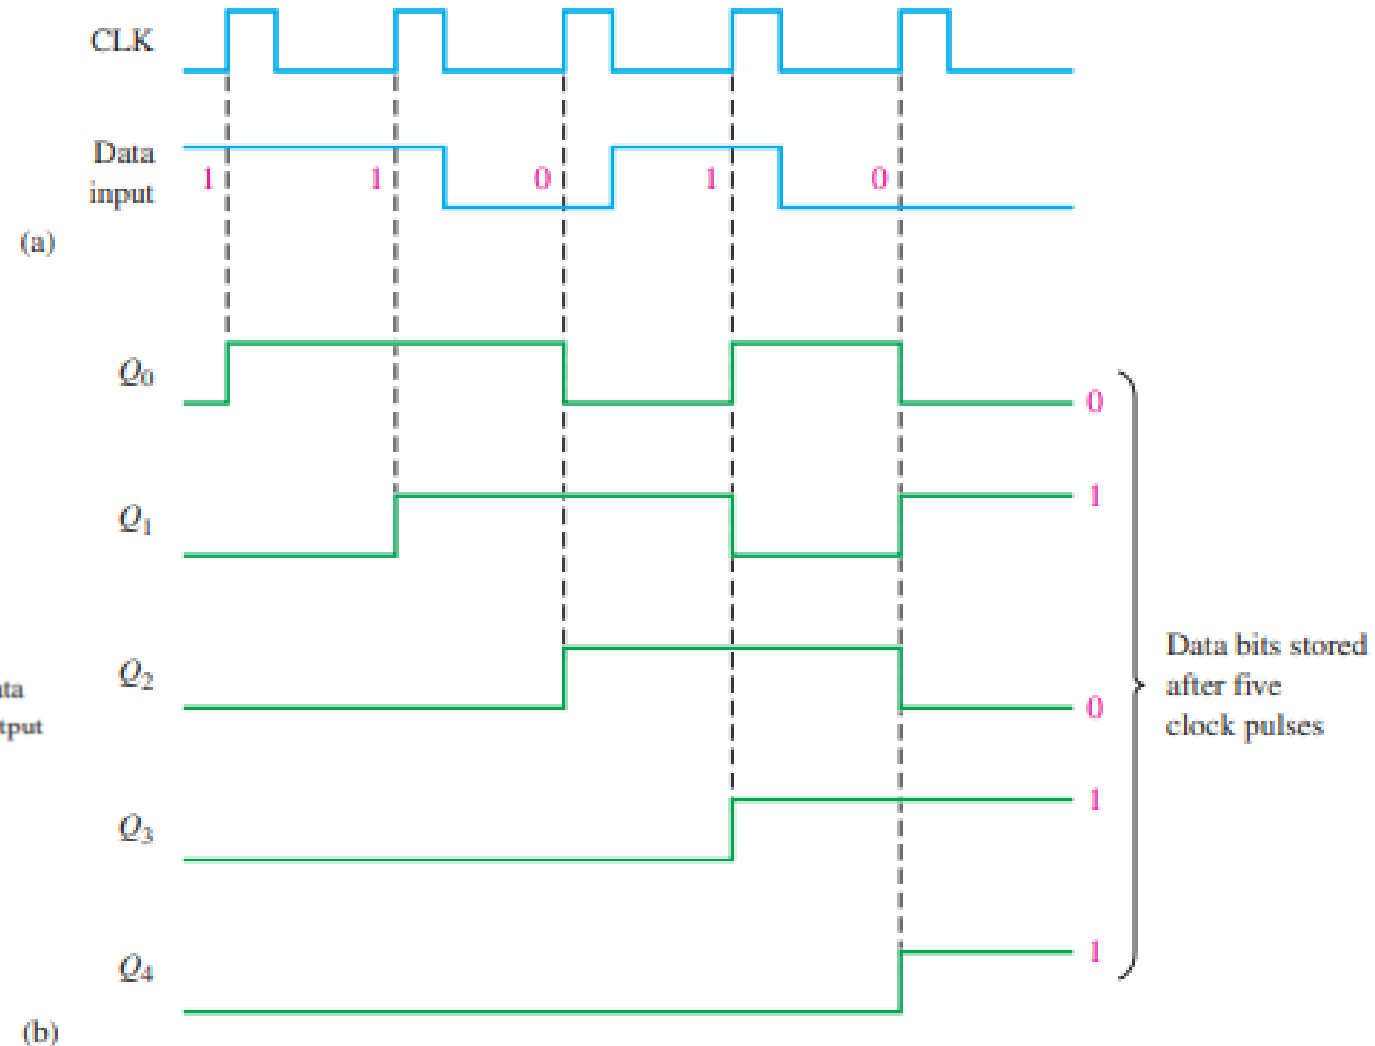 CLK
Data
input
1 1 0 1 0
(a)
Q0
0
Q1
1
Q2
0
Data bits stored
after five
clock pulses
Q3
1
Q4
1
(b)